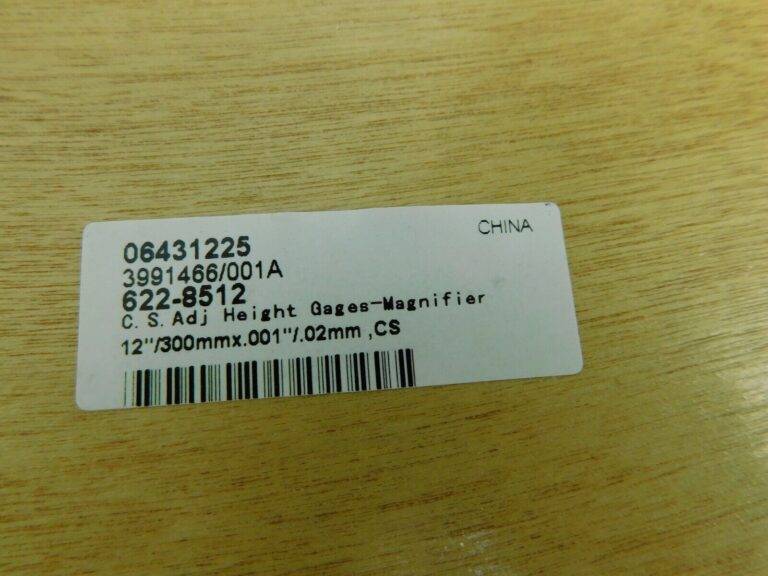 CHINA
06431225
3991466/001A
622-8512
C. S. Adj Height Gages-Magnifier
12"/300mmx.001"/.02mm ,CS